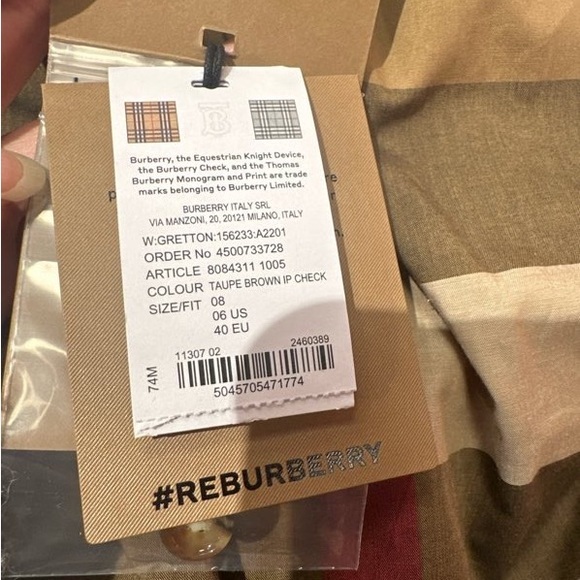 Burberry, the Equestrian Knight Device,
the Burberry Check, and the Thomas
Burberry Monogram and Print are trade
marks belonging to Burberry Limited.
BURBERRY ITALY SRL
VIA MANZONI, 20, 20121 MILANO, ITALY
W:GRETTON:156233:A2201
ORDER No 4500733728
ARTICLE 8084311 1005
COLOUR TAUPE BROWN IP CHECK
SIZE/FIT 08
06 US
40 EU
74M
11307 02 2460389
5045705471774
#REBURBERRY